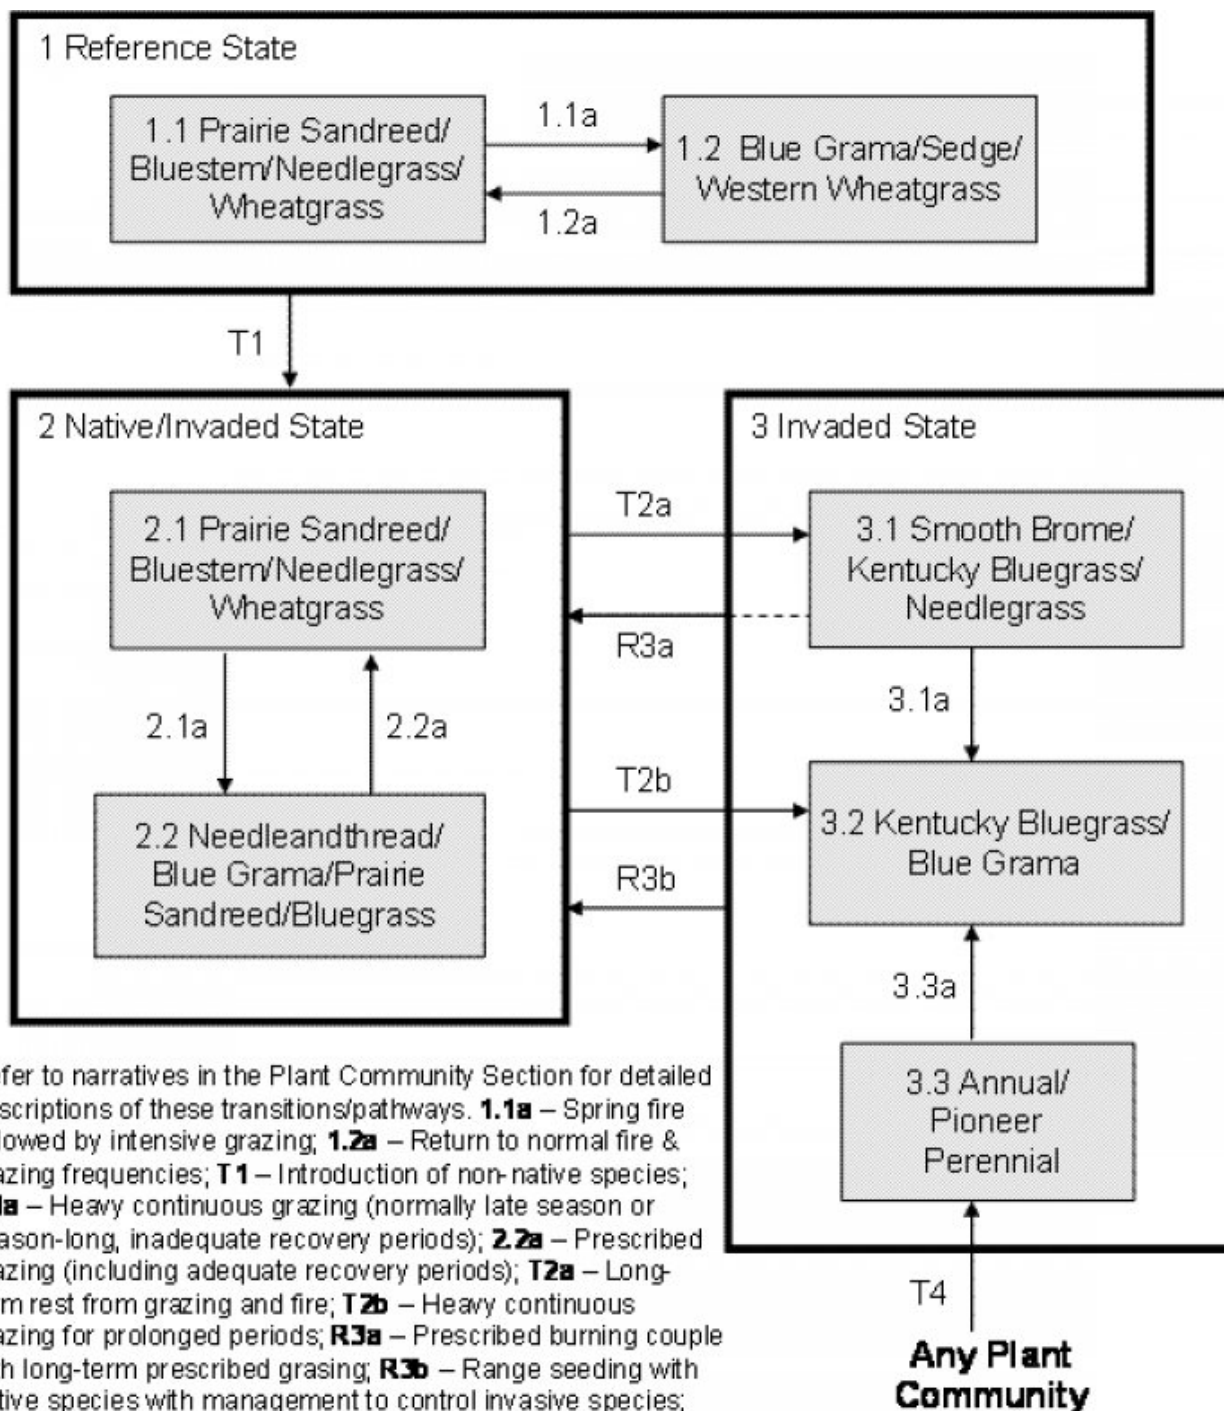 1 Reference State
1.1 Prairie Sandreed/
Bluestem/Needlegrass/
Wheatgrass
1.1a
1.2a
1.2 Blue Grama/Sedge/
Western Wheatgrass
T1
2 Native/Invaded State
2.1 Prairie Sandreed/
Bluestem/Needlegrass/
Wheatgrass
2.1a
2.2a
2.2 Needleandthread/
Blue Grama/Prairie
Sandreed/Bluegrass
T2a
R3a
T2b
R3b
3 Invaded State
3.1 Smooth Brome/
Kentucky Bluegrass/
Needlegrass
3.1a
3.2 Kentucky Bluegrass/
Blue Grama
3.3a
3.3 Annual/
Pioneer
Perennial
T4
Any Plant
Community
efer to narratives in the Plant Community Section for detailed
scriptions of these transitions/pathways. 1.1a – Spring fire
lowed by intensive grazing; 1.2a – Return to normal fire &
azing frequencies; T1 – Introduction of non-native species;
1a – Heavy continuous grazing (normally late season or
ason-long, inadequate recovery periods); 2.2a – Prescribed
azing (including adequate recovery periods); T2a – Long-
m rest from grazing and fire; T2b – Heavy continuous
azing for prolonged periods; R3a – Prescribed burning couple
th long-term prescribed grasing; R3b – Range seeding with
tive species with management to control invasive species;